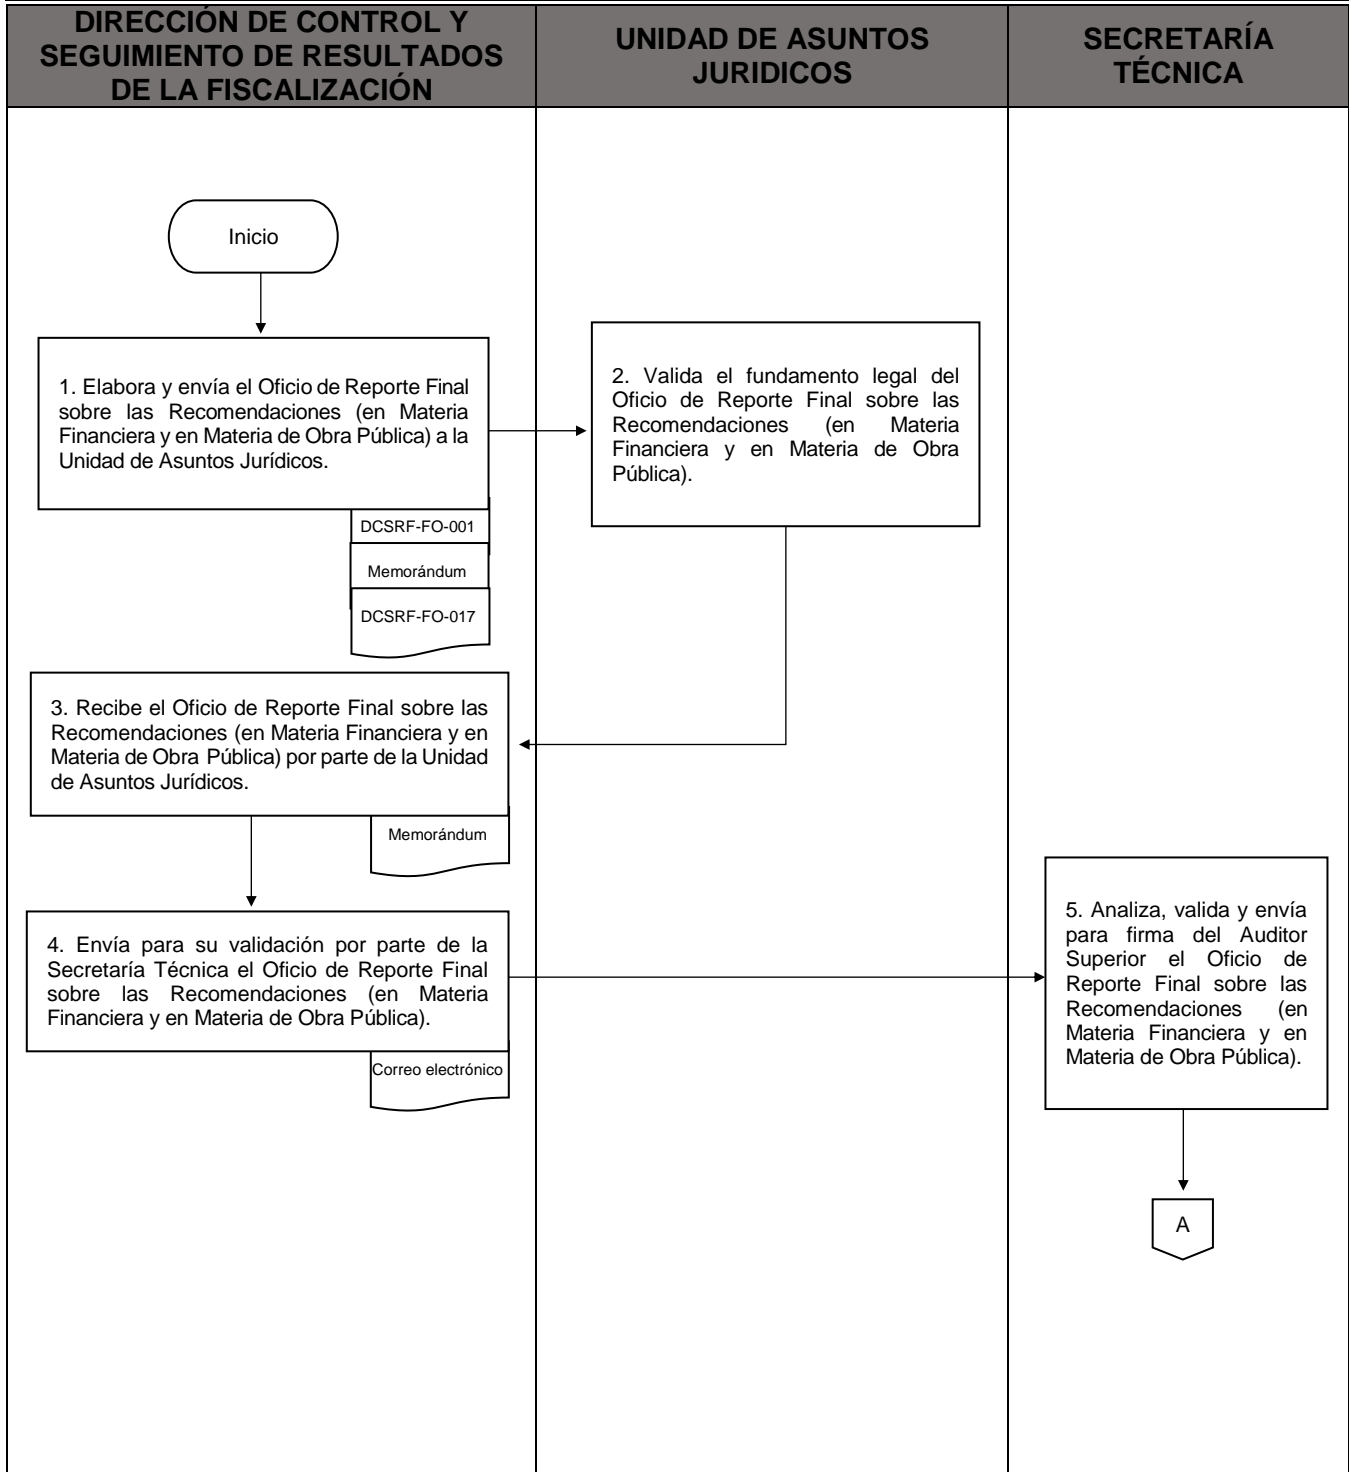 DIRECCIÓN DE CONTROL Y
SEGUIMIENTO DE RESULTADOS
DE LA FISCALIZACIÓN
UNIDAD DE ASUNTOS
JURIDICOS
SECRETARÍA
TÉCNICA
Inicio
1. Elabora y envía el Oficio de Reporte Final
sobre las Recomendaciones (en Materia
Financiera y en Materia de Obra Pública) a la
Unidad de Asuntos Jurídicos.
DCSRF-FO-001
Memorándum
DCSRF-FO-017
2. Valida el fundamento legal del
Oficio de Reporte Final sobre las
Recomendaciones (en Materia
Financiera y en Materia de Obra
Pública).
3. Recibe el Oficio de Reporte Final sobre las
Recomendaciones (en Materia Financiera y en
Materia de Obra Pública) por parte de la Unidad
de Asuntos Jurídicos.
Memorándum
4. Envía para su validación por parte de la
Secretaría Técnica el Oficio de Reporte Final
sobre las Recomendaciones (en Materia
Financiera y en Materia de Obra Pública).
Correo electrónico
5. Analiza, valida y envía
para firma del Auditor
Superior el Oficio de
Reporte Final sobre las
Recomendaciones (en
Materia Financiera y en
Materia de Obra Pública).
A